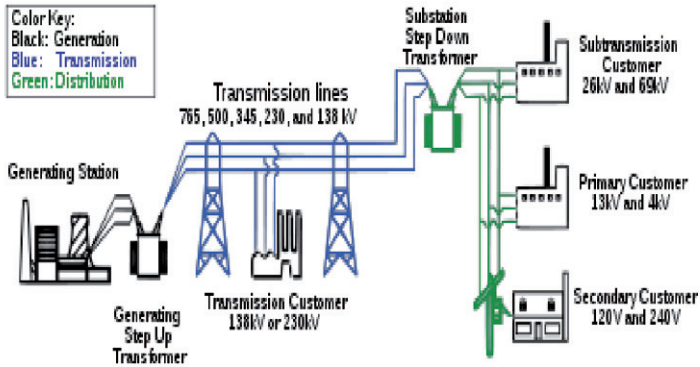 Color Key:
Black: Generation
Blue: Transmission
Green: Distribution
Substation
Step Down
Transformer
Subtransmission
Customer
26kV and 69kV
Transmission lines
765, 500, 345, 230, and 138 kV
Generating Station
Primary Customer
13kV and 4kV
Transmission Customer
138kV or 230kV
Generating
Step Up
Transformer
Secondary Customer
120V and 240V